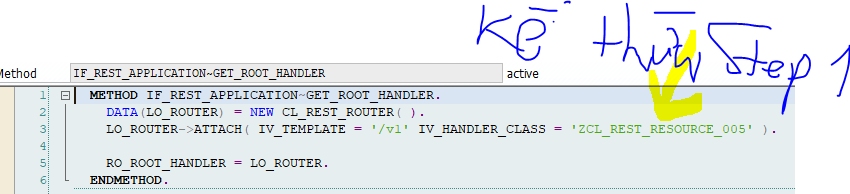 Kế thừa Step 1
Method IF_REST_APPLICATION~GET_ROOT_HANDLER active
1 METHOD IF_REST_APPLICATION~GET_ROOT_HANDLER.
2 DATA(LO_ROUTER) = NEW CL_REST_ROUTER( ).
3 LO_ROUTER->ATTACH( IV_TEMPLATE = '/v1' IV_HANDLER_CLASS = 'ZCL_REST_RESOURCE_005' ).
4
5 RO_ROOT_HANDLER = LO_ROUTER.
6 ENDMETHOD.